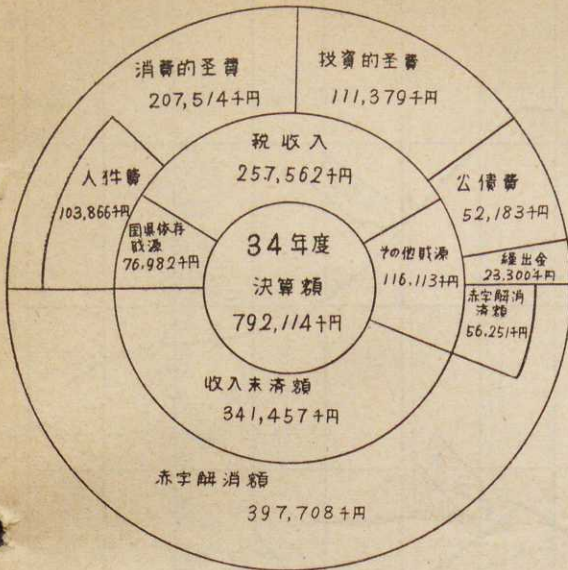 消費的圣費
207,514千円
投資的圣費
111,379千円
税収入
257,562千円
人件費
103,866千円
国県依存
財源
76,982千円
公債費
52,183千円
34年度
決算額
792,114千円
その他財源
116,113千円
繰出金
23,300千円
赤字解消
済額
56,251千円
収入未済額
341,457千円
赤字解消額
397,708千円